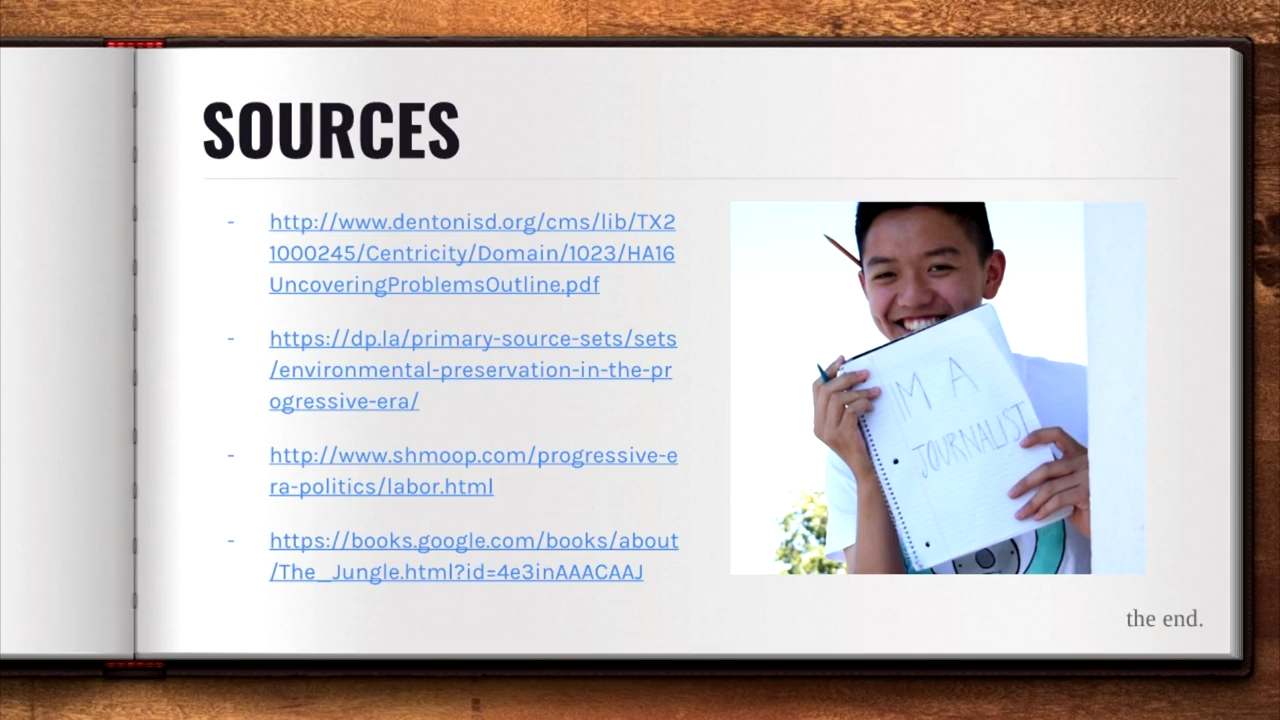 SOURCES
- http://www.dentonisd.org/cms/lib/TX2
1000245/Centricity/Domain/1023/HA16
UncoveringProblemsOutline.pdf
- https://dp.la/primary-source-sets/sets
/environmental-preservation-in-the-pr
ogressive-era/
- http://www.shmoop.com/progressive-e
ra-politics/labor.html
- https://books.google.com/books/about
/The_Jungle.html?id=4e3inAAACAAJ
IM A
JOURNALIST
the end.